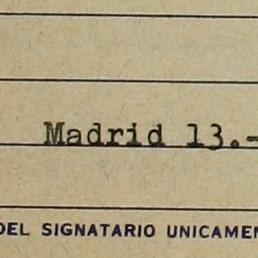 Madrid 13.-
DEL SIGNATARIO UNICAMEN